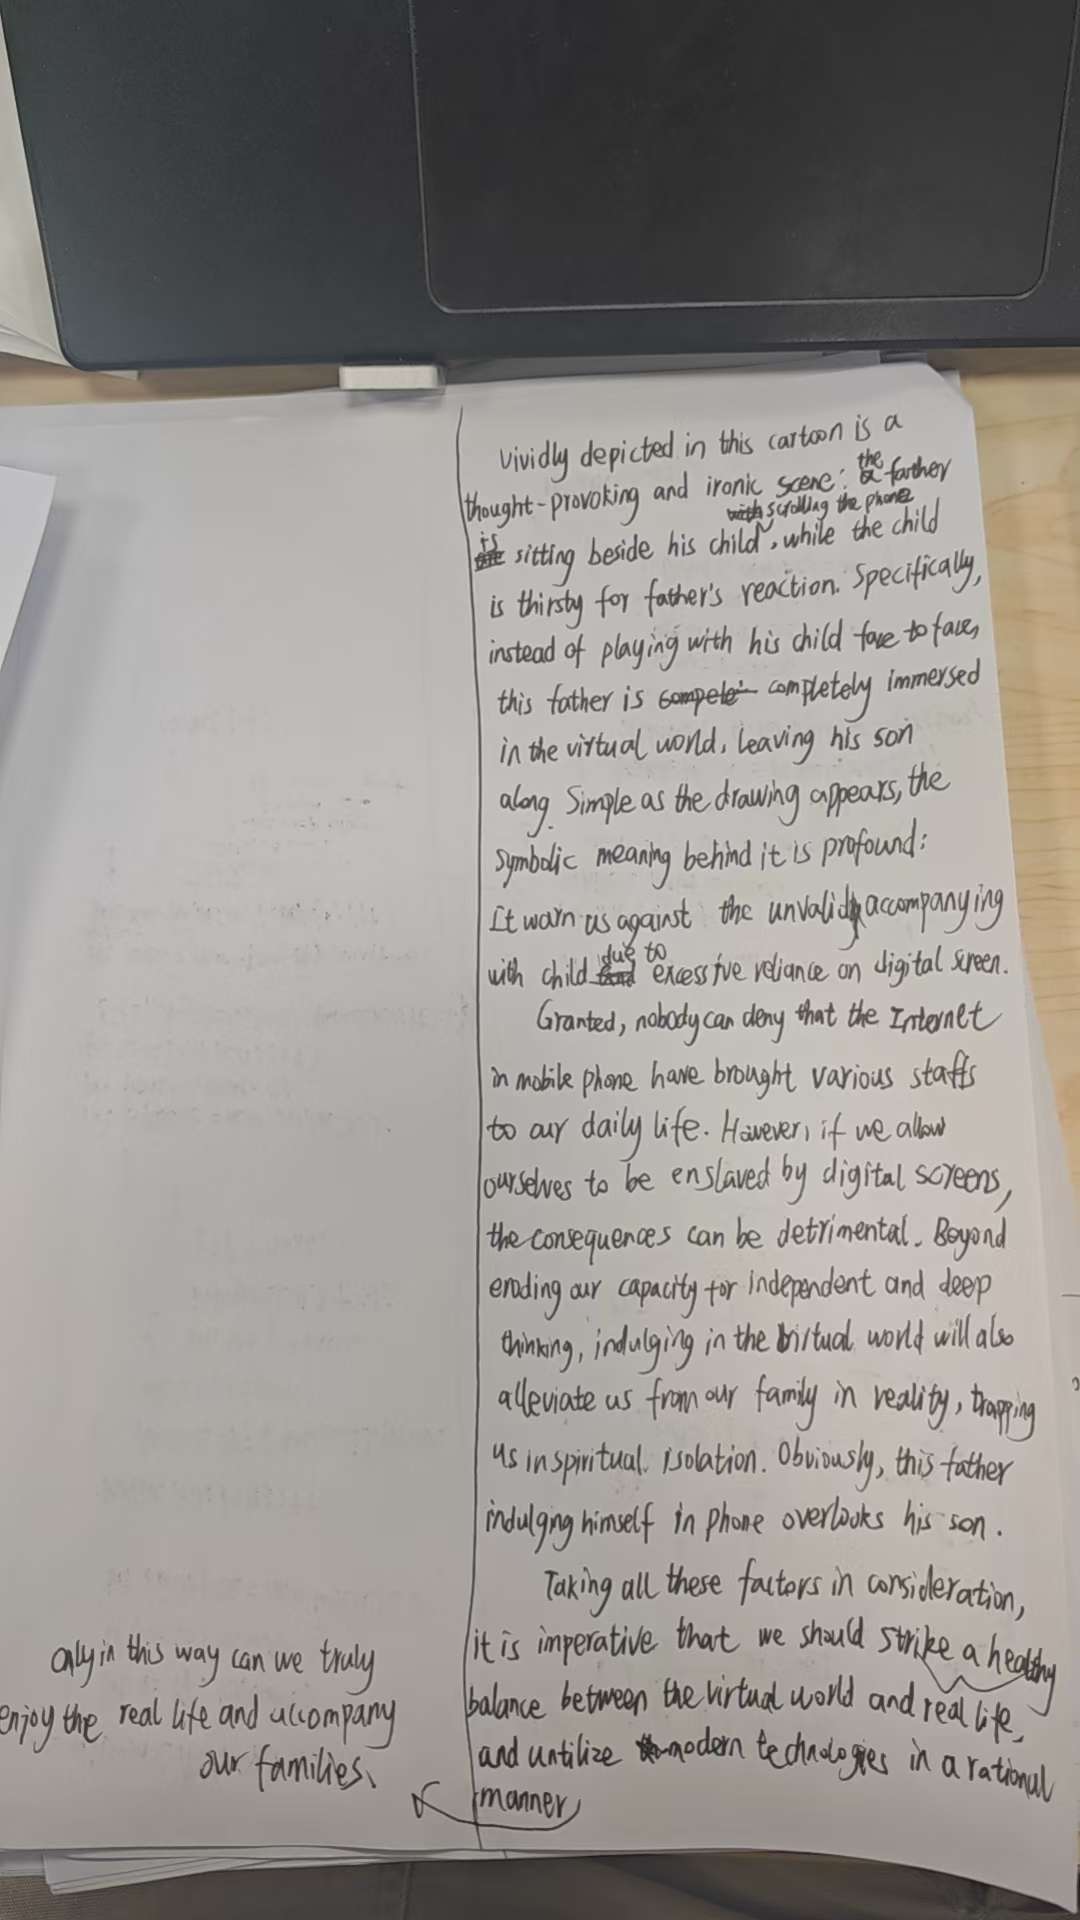 Vividly depicted in this cartoon is a
thought-provoking and ironic scene: the farther
is sitting beside his child scrolling the phone, while the child
is thirsty for father's reaction. Specifically,
instead of playing with his child face to face,
this father is completely immersed
in the virtual world, leaving his son
along. Simple as the drawing appears, the
symbolic meaning behind it is profound:
It warn us against the unvalid accompanying
with child due to excessive reliance on digital screen.
Granted, nobody can deny that the Internet
in mobile phone have brought various staffs
to our daily life. However, if we allow
ourselves to be enslaved by digital screens,
the consequences can be detrimental. Beyond
eroding our capacity for independent and deep
thinking, indulging in the virtual world will also
alleviate us from our family in reality, trapping
us in spiritual isolation. Obviously, this father
indulging himself in phone overlooks his son.
Taking all these factors in consideration,
it is imperative that we should strike a healthy
balance between the virtual world and real life,
and untilize modern technologies in a rational
manner
only in this way can we truly
enjoy the real life and accompany
our families.